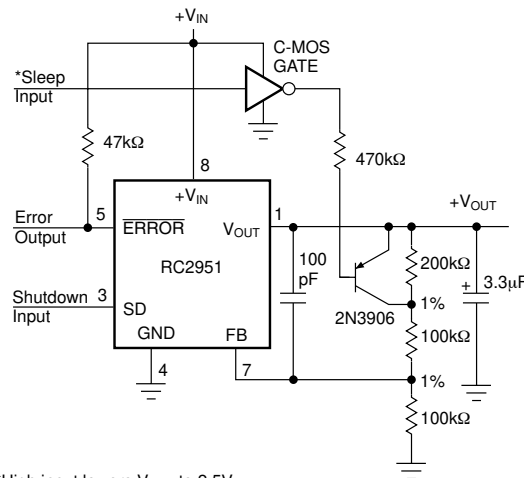 +VIN
C-MOS
GATE
*Sleep
Input
47kΩ
470kΩ
8
+VIN
+VOUT
Error
Output
5
ERROR
VOUT
1
RC2951
100
pF
200kΩ
+
3.3μF
Shutdown
Input
3
SD
2N3906
1%
100kΩ
GND
FB
4
7
1%
100kΩ